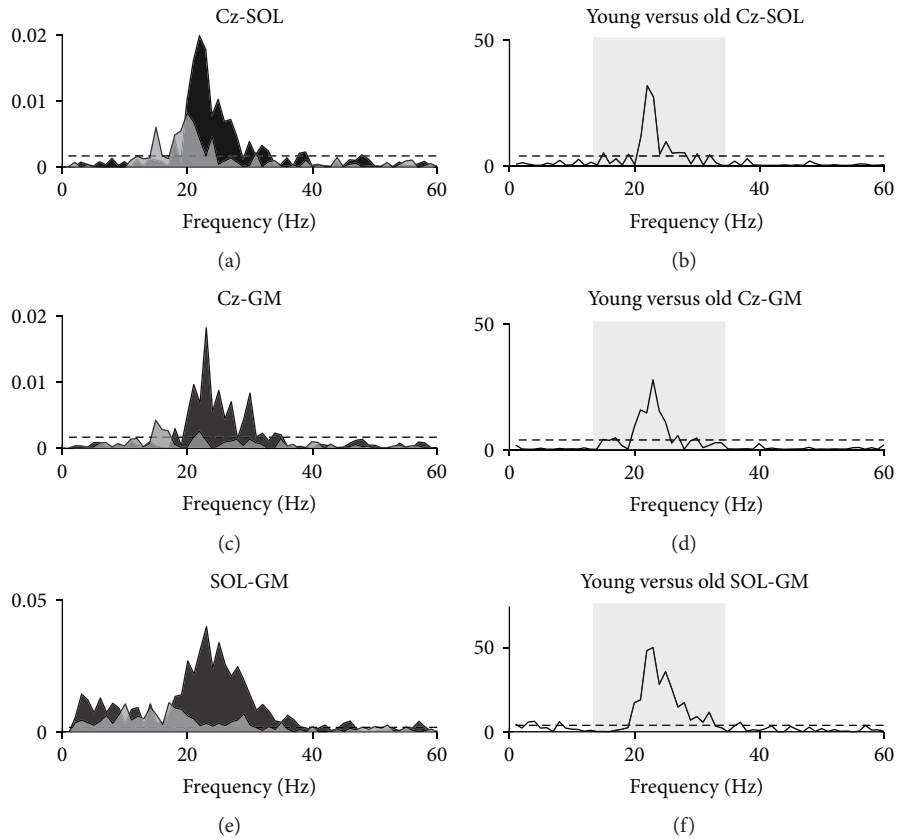 Cz-SOL
0.02
0.01
0
0 20 40 60
Frequency (Hz)
(a)
Young versus old Cz-SOL
50
0
0 20 40 60
Frequency (Hz)
(b)
Cz-GM
0.02
0.01
0
0 20 40 60
Frequency (Hz)
(c)
Young versus old Cz-GM
50
0
0 20 40 60
Frequency (Hz)
(d)
SOL-GM
0.05
0
0 20 40 60
Frequency (Hz)
(e)
Young versus old SOL-GM
50
0
0 20 40 60
Frequency (Hz)
(f)